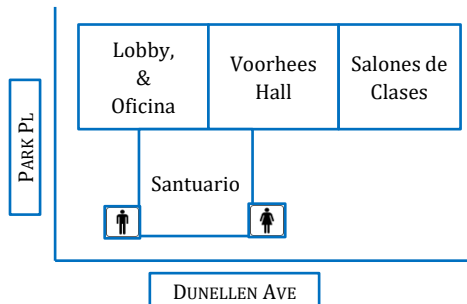 Lobby,
&
Oficina
Voorhees
Hall
Salones de
Clases
PARK PL
Santuario
DUNELLEN AVE